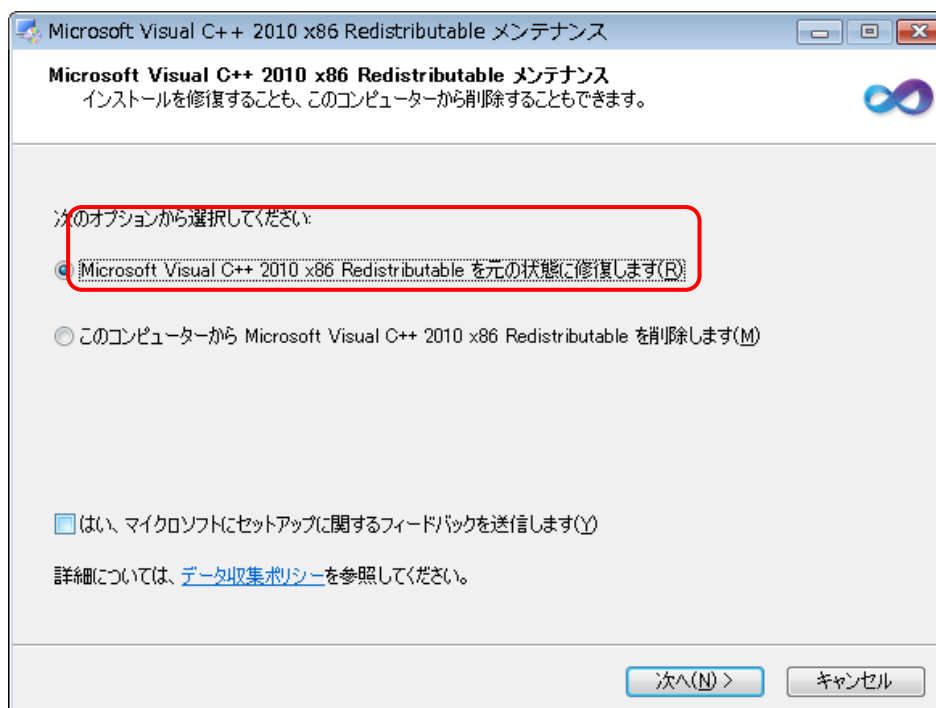 Microsoft Visual C++ 2010 x86 Redistributable メンテナンス
Microsoft Visual C++ 2010 x86 Redistributable メンテナンス
インストールを修復することも、このコンピューターから削除することもできます。
次のオプションから選択してください:
Microsoft Visual C++ 2010 x86 Redistributable を元の状態に修復します(R)
このコンピューターから Microsoft Visual C++ 2010 x86 Redistributable を削除します(M)
はい、マイクロソフトにセットアップに関するフィードバックを送信します(Y)
詳細については、データ収集ポリシーを参照してください。
次へ(N) > キャンセル